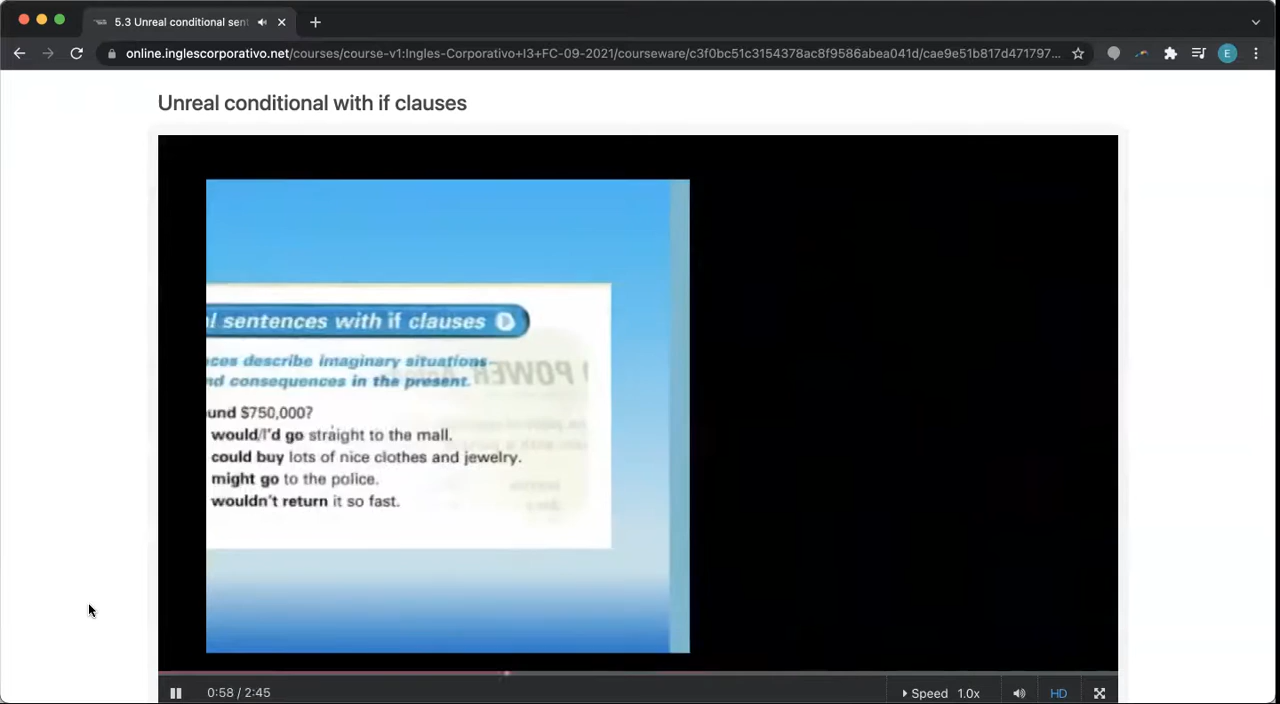 5.3 Unreal conditional sent
online.inglescorporativo.net/courses/course-v1:Ingles-Corporativo+I3+FC-09-2021/courseware/c3f0bc51c3154378ac8f9586abea041d/cae9e51b817d471797...
E
Unreal conditional with if clauses
l sentences with if clauses
ces describe imaginary situations
nd consequences in the present.
POWER
und $750,000?
would/I'd go straight to the mall.
could buy lots of nice clothes and jewelry.
might go to the police.
wouldn't return it so fast.
0:58 / 2:45
Speed 1.0x
HD